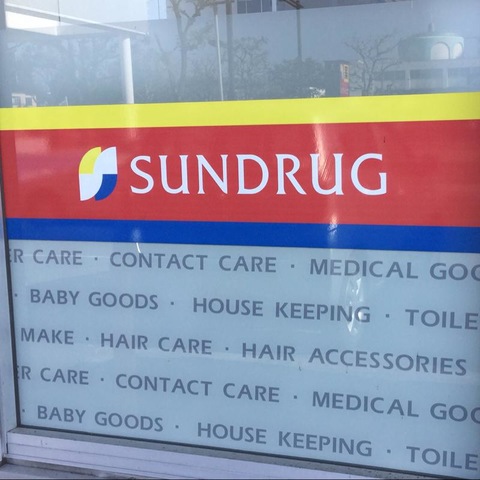 SUNDRUG
CARE · CONTACT CARE · MEDICAL
· BABY GOODS · HOUSE KEEPING ·
MAKE · HAIR CARE · HAIR ACCESSORIES
CARE · CONTACT CARE · MEDICAL
· BABY GOODS · HOUSE KEEPING ·